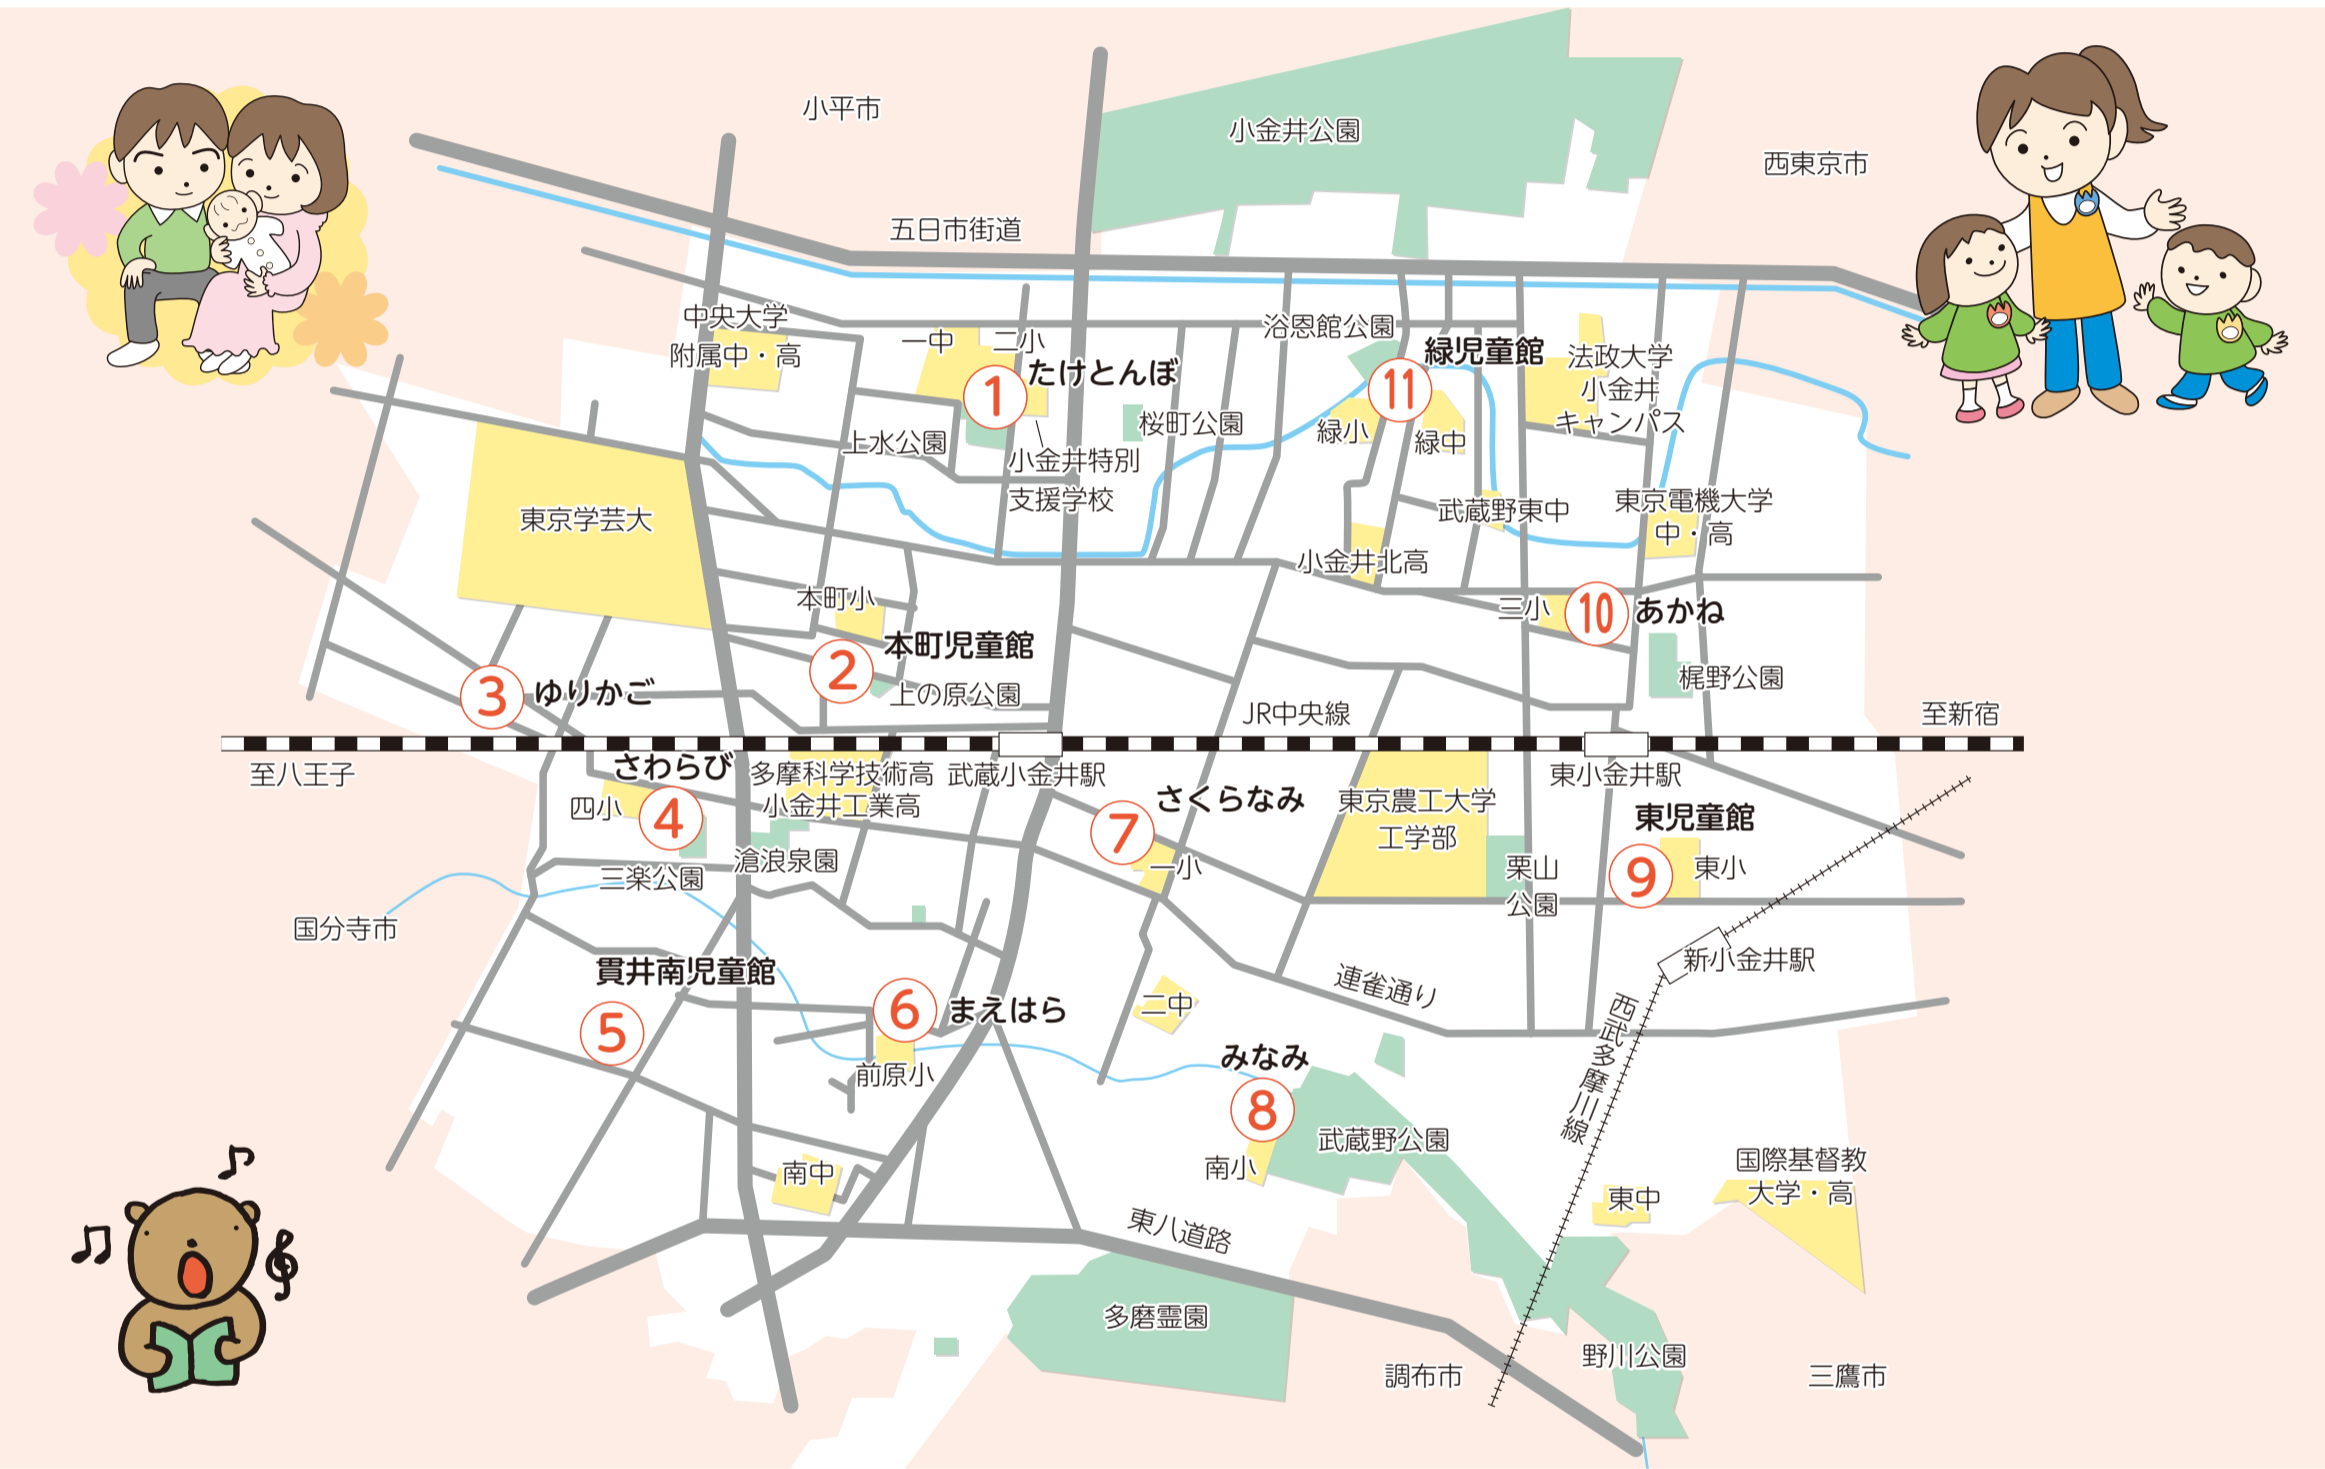 小平市
小金井公園
西東京市
五日市街道
中央大学
附属中・高
一中
二小
浴恩館公園
緑児童館
法政大学
小金井
キャンパス
1
たけとんぼ
11
桜町公園
緑小
緑中
上水公園
小金井特別
支援学校
東京学芸大
武蔵野東中
東京電機大学
中・高
小金井北高
本町小
三小
10
あかね
本町児童館
2
上の原公園
梶野公園
3
ゆりかご
JR中央線
至新宿
至八王子
さわらび
多摩科学技術高
小金井工業高
武蔵小金井駅
東小金井駅
四小
4
さくらなみ
7
一小
東京農工大学
工学部
東児童館
9
東小
滄浪泉園
三楽公園
栗山
公園
国分寺市
貫井南児童館
5
6
まえはら
前原小
二中
連雀通り
新小金井駅
西武多摩川線
みなみ
8
武蔵野公園
南小
南中
東中
国際基督教
大学・高
東八道路
多磨霊園
調布市
野川公園
三鷹市